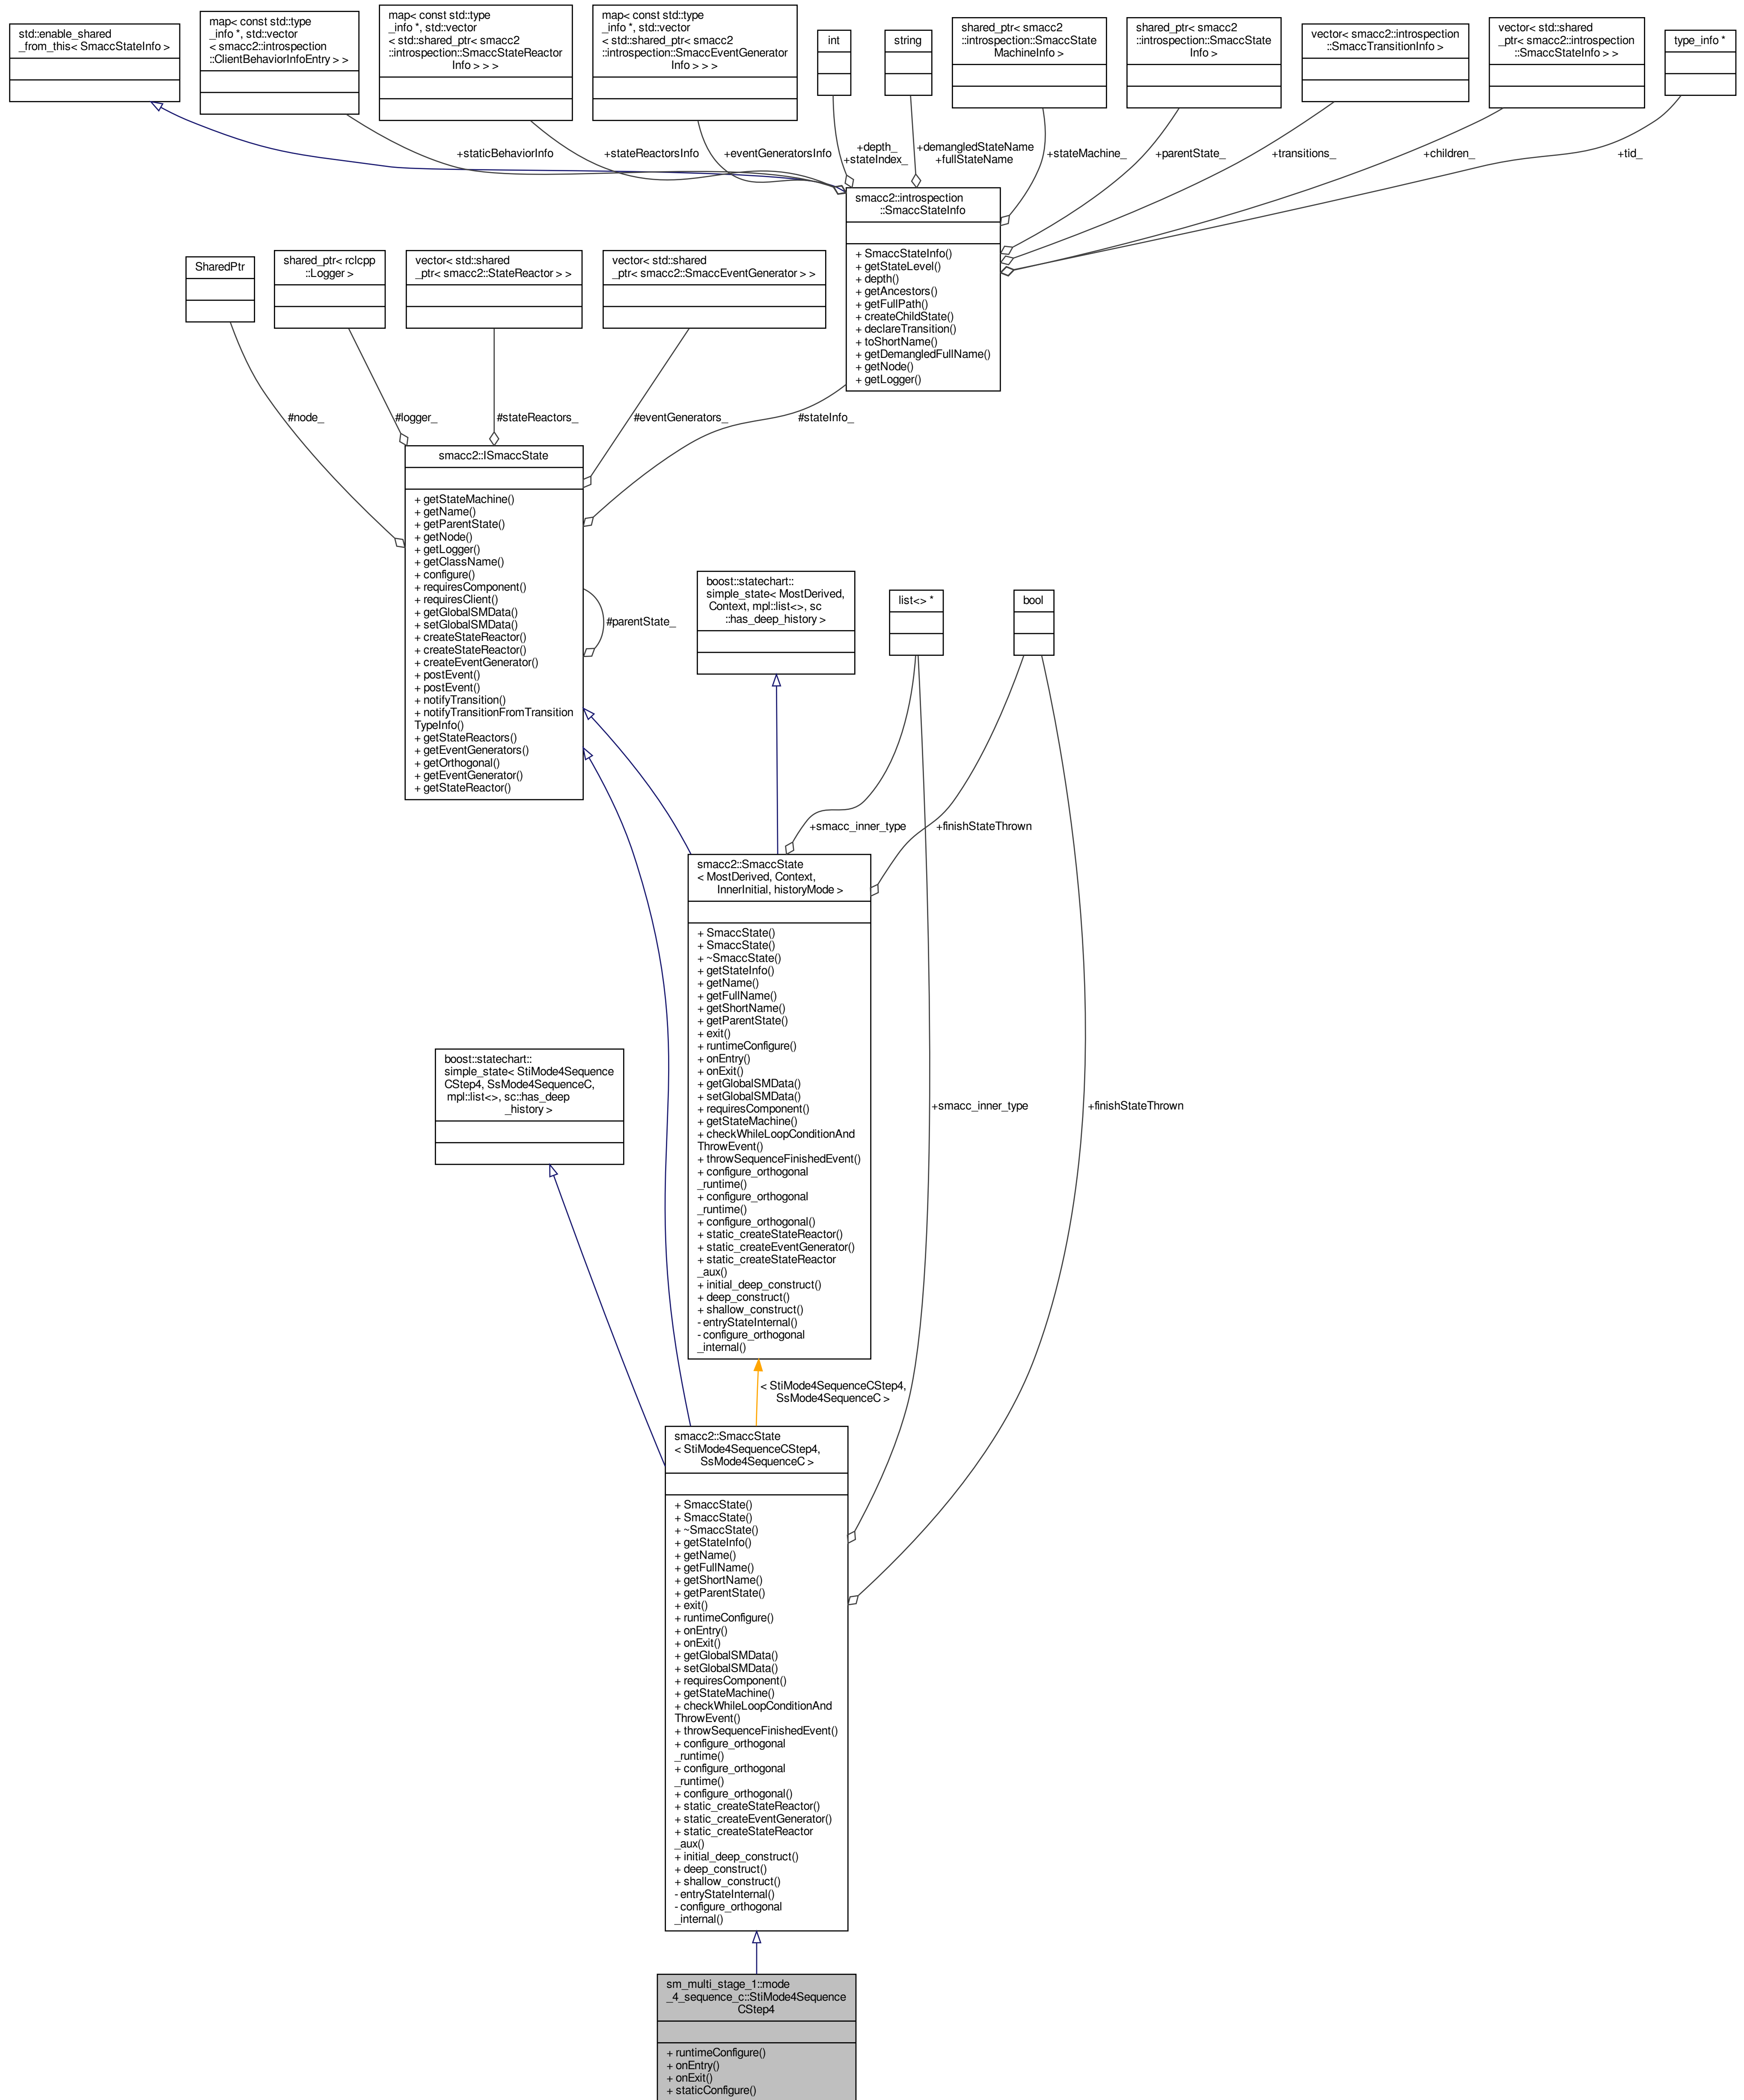 std::enable_shared
_from_this< SmaccStateInfo >
map< const std::type
_info *, std::vector
< smacc2::introspection
::ClientBehaviorInfoEntry > >
map< const std::type
_info *, std::vector
< std::shared_ptr< smacc2
::introspection::SmaccStateReactor
Info > > >
map< const std::type
_info *, std::vector
< std::shared_ptr< smacc2
::introspection::SmaccEventGenerator
Info > > >
int
string
shared_ptr< smacc2
::introspection::SmaccState
MachineInfo >
shared_ptr< smacc2
::introspection::SmaccState
Info >
vector< smacc2::introspection
::SmaccTransitionInfo >
vector< std::shared
_ptr< smacc2::introspection
::SmaccStateInfo > >
type_info *
+staticBehaviorInfo
+stateReactorsInfo
+eventGeneratorsInfo
+depth_
+stateIndex_
+demangledStateName
+fullStateName
+stateMachine_
+parentState_
+transitions_
+children_
+tid_
smacc2::introspection
::SmaccStateInfo
+ SmaccStateInfo()
+ getStateLevel()
+ depth()
+ getAncestors()
+ getFullPath()
+ createChildState()
+ declareTransition()
+ toShortName()
+ getDemangledFullName()
+ getNode()
+ getLogger()
SharedPtr
shared_ptr< rclcpp
::Logger >
vector< std::shared
_ptr< smacc2::StateReactor > >
vector< std::shared
_ptr< smacc2::SmaccEventGenerator > >
#node_
#logger_
#stateReactors_
#eventGenerators_
#stateInfo_
smacc2::ISmaccState
+ getStateMachine()
+ getName()
+ getParentState()
+ getNode()
+ getLogger()
+ getClassName()
+ configure()
+ requiresComponent()
+ requiresClient()
+ getGlobalSMData()
+ setGlobalSMData()
+ createStateReactor()
+ createStateReactor()
+ createEventGenerator()
+ postEvent()
+ postEvent()
+ notifyTransition()
+ notifyTransitionFromTransition
TypeInfo()
+ getStateReactors()
+ getEventGenerators()
+ getOrthogonal()
+ getEventGenerator()
+ getStateReactor()
#parentState_
boost::statechart::
simple_state< MostDerived,
Context, mpl::list<>, sc
::has_deep_history >
list<> *
bool
+smacc_inner_type
+finishStateThrown
smacc2::SmaccState
< MostDerived, Context,
InnerInitial, historyMode >
+ SmaccState()
+ SmaccState()
+ ~SmaccState()
+ getStateInfo()
+ getName()
+ getFullName()
+ getShortName()
+ getParentState()
+ exit()
+ runtimeConfigure()
+ onEntry()
+ onExit()
+ getGlobalSMData()
+ setGlobalSMData()
+ requiresComponent()
+ getStateMachine()
+ checkWhileLoopConditionAnd
ThrowEvent()
+ throwSequenceFinishedEvent()
+ configure_orthogonal
_runtime()
+ configure_orthogonal
_runtime()
+ configure_orthogonal()
+ static_createStateReactor()
+ static_createEventGenerator()
+ static_createStateReactor
_aux()
+ initial_deep_construct()
+ deep_construct()
+ shallow_construct()
- entryStateInternal()
- configure_orthogonal
_internal()
boost::statechart::
simple_state< StiMode4Sequence
CStep4, SsMode4SequenceC,
mpl::list<>, sc::has_deep
_history >
+smacc_inner_type
+finishStateThrown
< StiMode4SequenceCStep4,
SsMode4SequenceC >
smacc2::SmaccState
< StiMode4SequenceCStep4,
SsMode4SequenceC >
+ SmaccState()
+ SmaccState()
+ ~SmaccState()
+ getStateInfo()
+ getName()
+ getFullName()
+ getShortName()
+ getParentState()
+ exit()
+ runtimeConfigure()
+ onEntry()
+ onExit()
+ getGlobalSMData()
+ setGlobalSMData()
+ requiresComponent()
+ getStateMachine()
+ checkWhileLoopConditionAnd
ThrowEvent()
+ throwSequenceFinishedEvent()
+ configure_orthogonal
_runtime()
+ configure_orthogonal
_runtime()
+ configure_orthogonal()
+ static_createStateReactor()
+ static_createEventGenerator()
+ static_createStateReactor
_aux()
+ initial_deep_construct()
+ deep_construct()
+ shallow_construct()
- entryStateInternal()
- configure_orthogonal
_internal()
sm_multi_stage_1::mode
_4_sequence_c::StiMode4Sequence
CStep4
+ runtimeConfigure()
+ onEntry()
+ onExit()
+ staticConfigure()